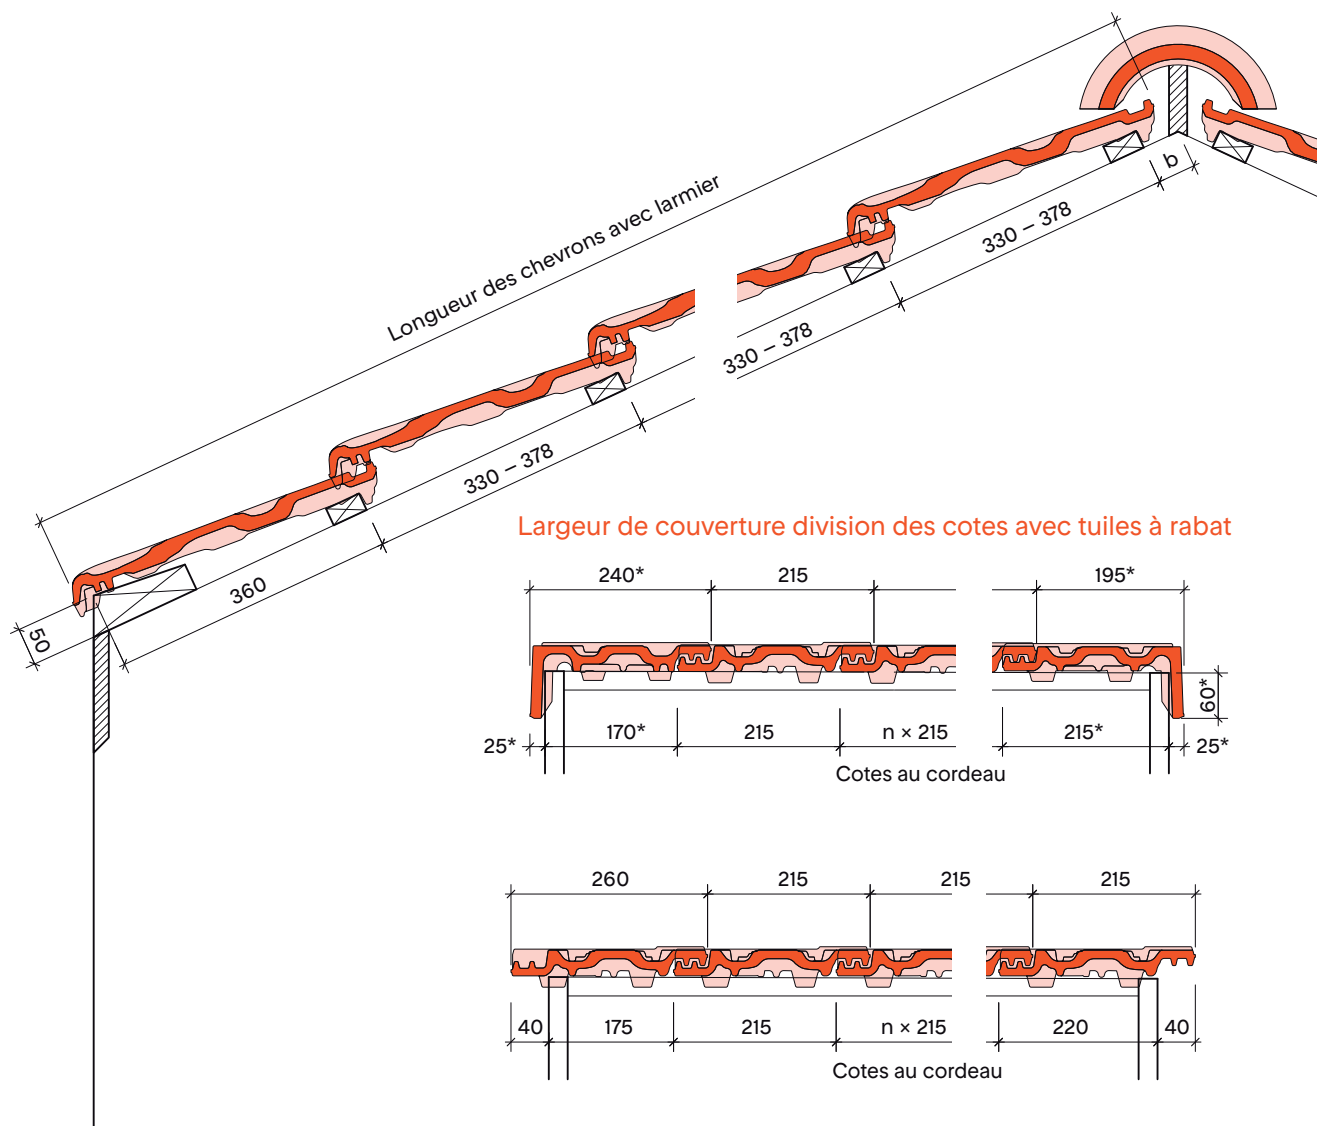 Longueur des chevrons avec larmier
b
330 – 378
330 – 378
330 – 378
360
50
Largeur de couverture division des cotes avec tuiles à rabat
240* 215 195*
60*
25* 170* 215 n × 215 215* 25*
Cotes au cordeau
260 215 215 215
40 175 215 n × 215 220 40
Cotes au cordeau